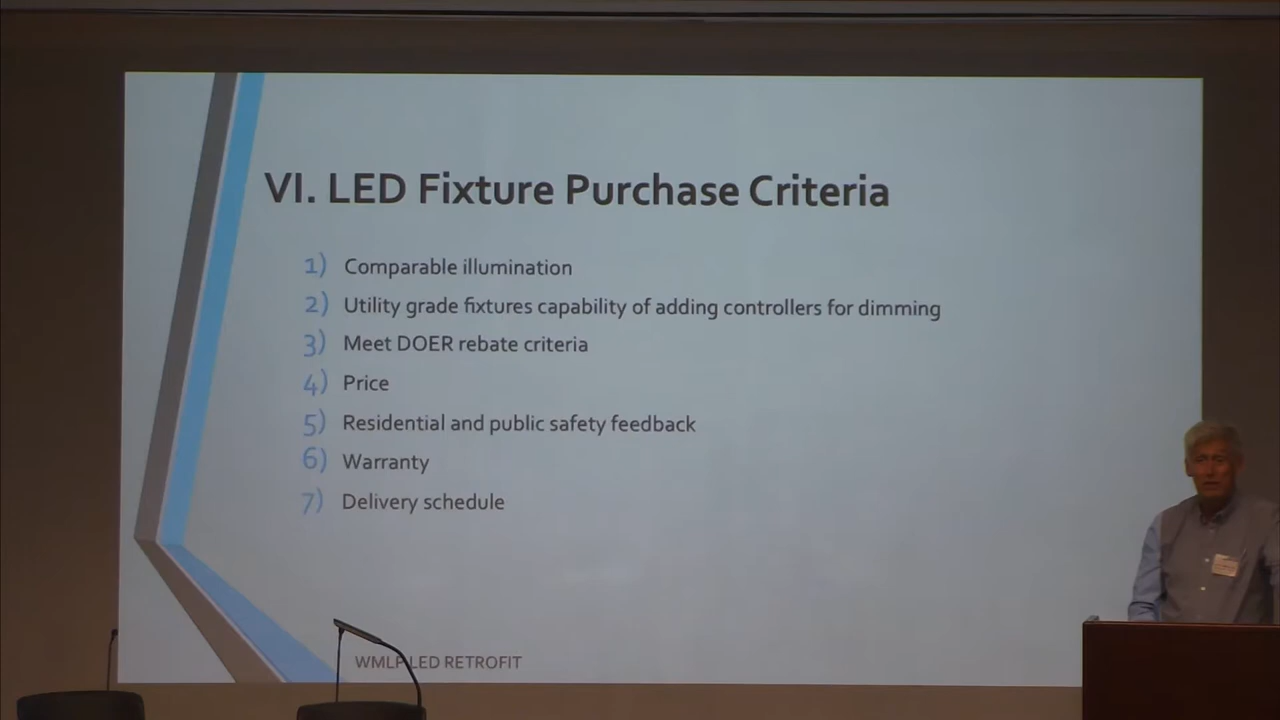 VI. LED Fixture Purchase Criteria
1) Comparable illumination
2) Utility grade fixtures capability of adding controllers for dimming
3) Meet DOER rebate criteria
4) Price
5) Residential and public safety feedback
6) Warranty
7) Delivery schedule
WMLP LED RETROFIT